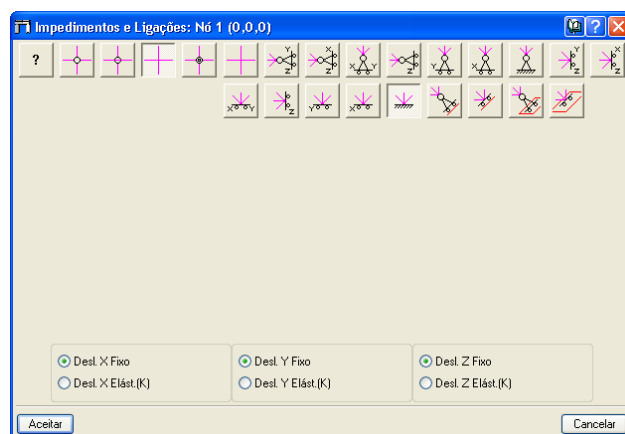 Impedimentos e Ligações: Nó 1 (0,0,0)
?
Desl. X Fixo
Desl. Y Fixo
Desl. Z Fixo
Desl. X Elást.(K)
Desl. Y Elást.(K)
Desl. Z Elást.(K)
Aceitar
Cancelar